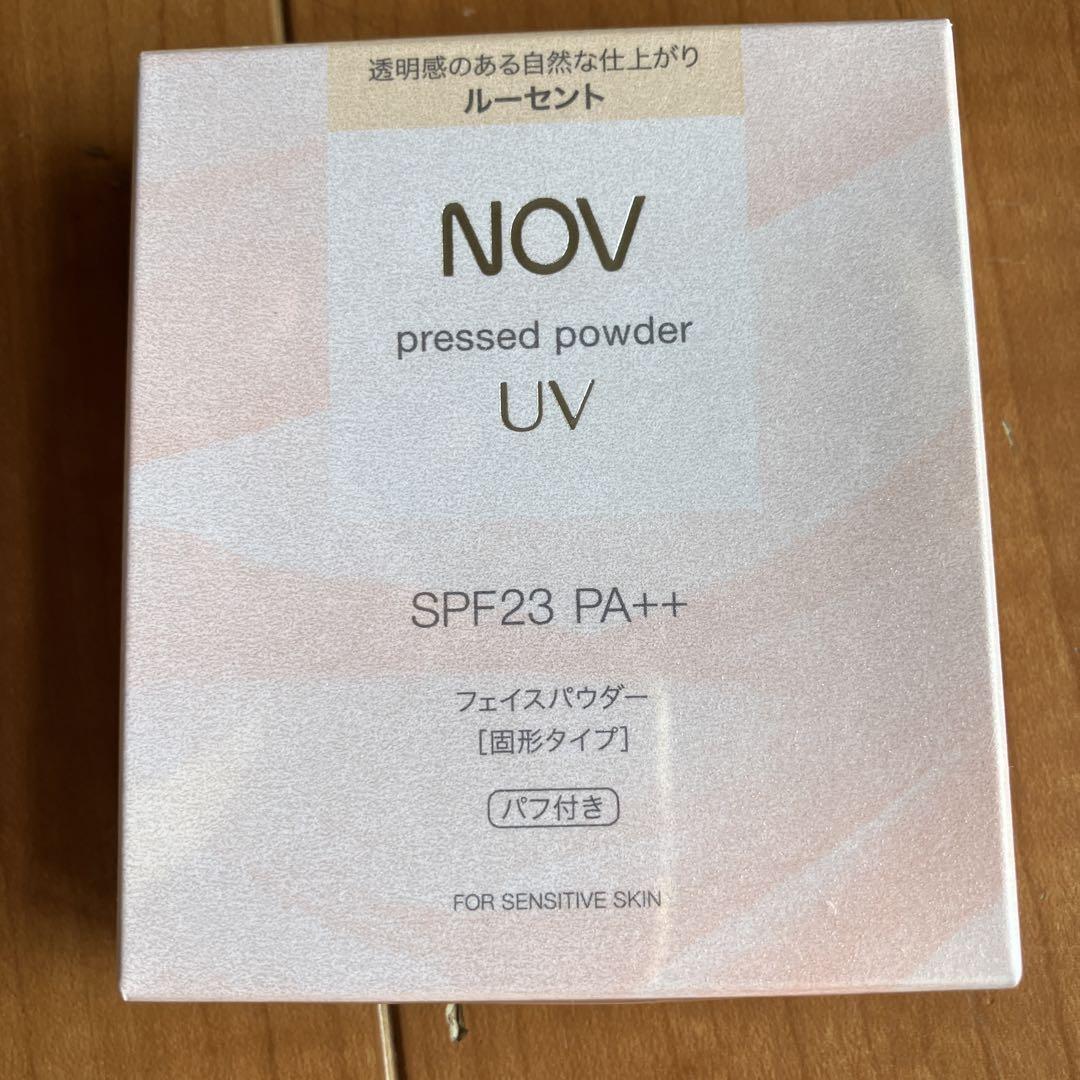 透明感のある自然な仕上がり
ルーセント
NOV
pressed powder
UV
SPF23 PA++
フェイスパウダー
[固形タイプ]
パフ付き
FOR SENSITIVE SKIN